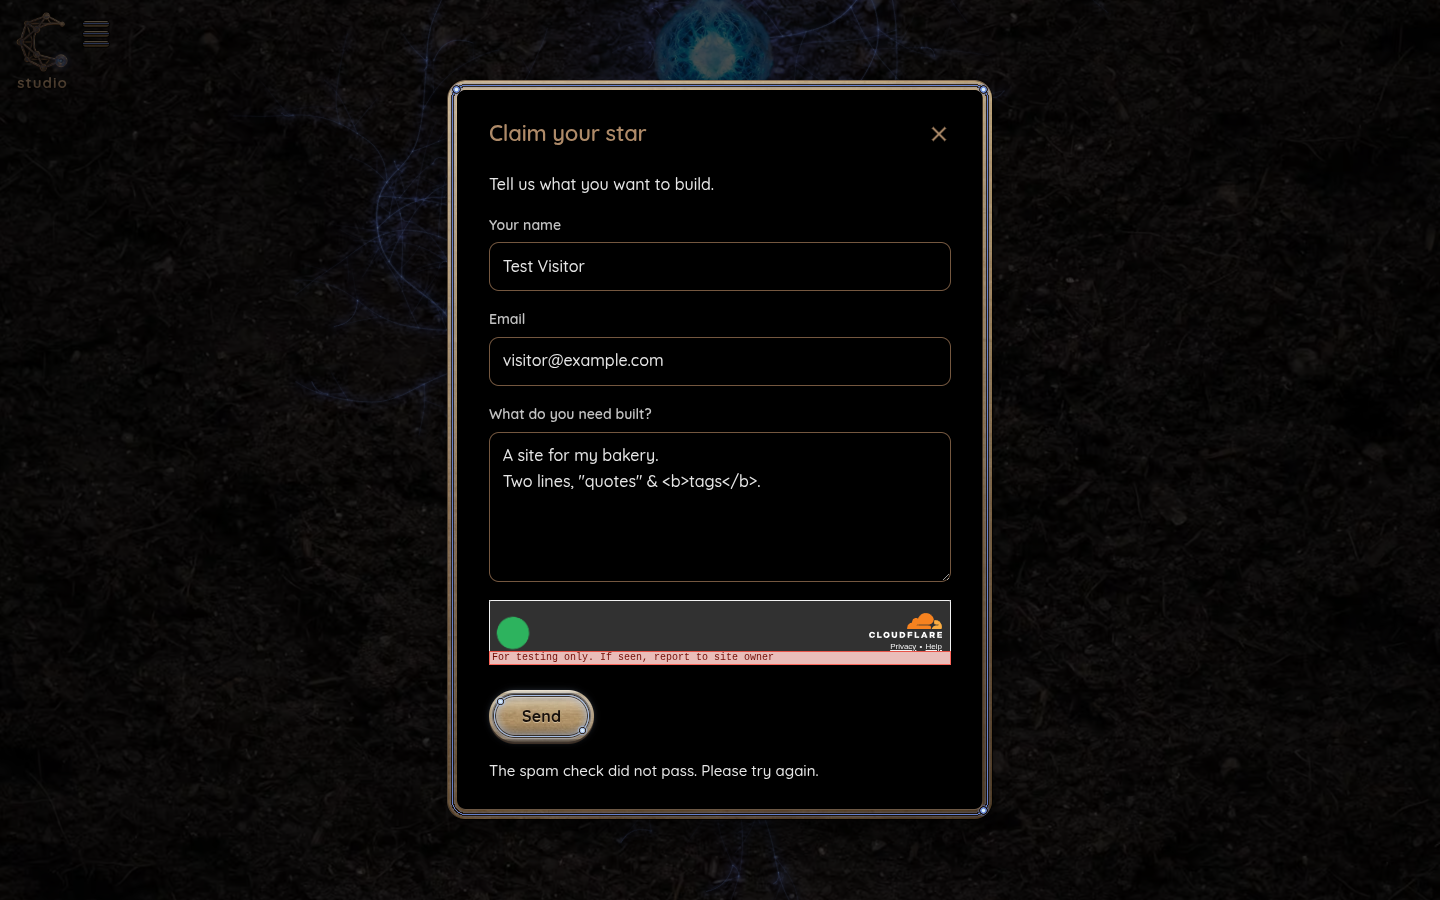 studio
Claim your star
Tell us what you want to build.
Your name
Test Visitor
Email
visitor@example.com
What do you need built?
A site for my bakery.
Two lines, "quotes" & <b>tags</b>.
CLOUDFLARE
Privacy • Help
For testing only. If seen, report to site owner
Send
The spam check did not pass. Please try again.